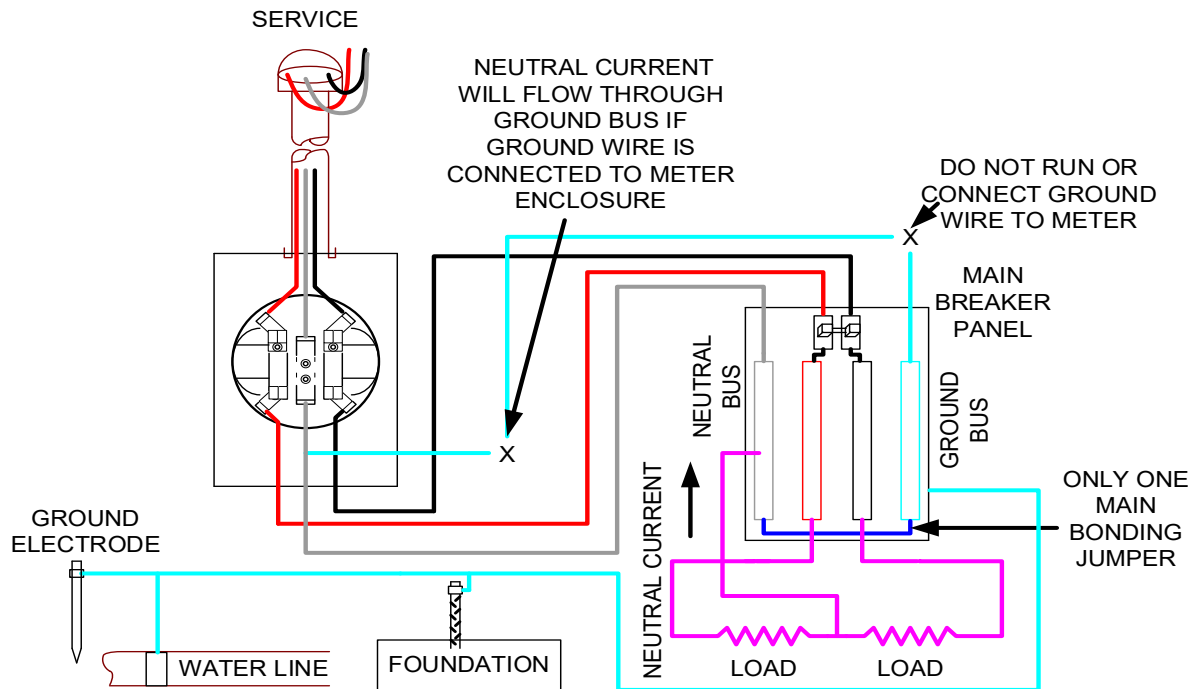 SERVICE
NEUTRAL CURRENT
WILL FLOW THROUGH
GROUND BUS IF
GROUND WIRE IS
CONNECTED TO METER
ENCLOSURE
DO NOT RUN OR
CONNECT GROUND
WIRE TO METER
X
MAIN
BREAKER
PANEL
NEUTRAL
BUS
GROUND
BUS
X
NEUTRAL CURRENT
ONLY ONE
MAIN
BONDING
JUMPER
GROUND
ELECTRODE
WATER LINE
FOUNDATION
LOAD
LOAD